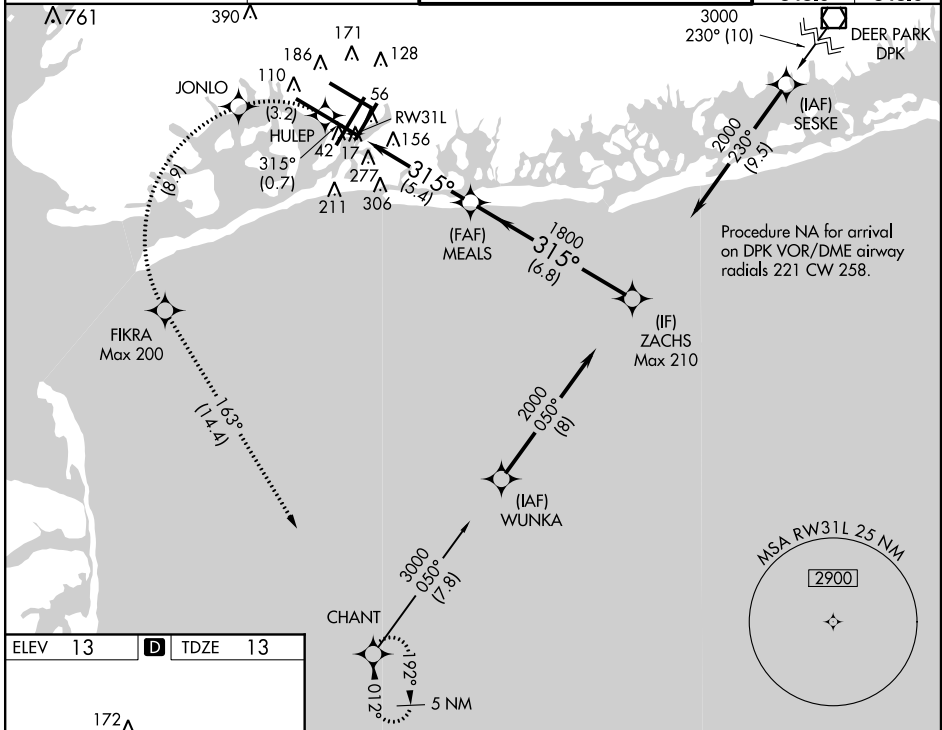 761
390
3000
230° (10)
DEER PARK
DPK
171
186
128
110
56
JONLO
(3.2)
HULEP
RW31L
(IAF)
SESKE
156
42
17
315°
(0.7)
277
211
306
315°
(5.4)
2000
230°
(9.5)
(8.9)
(FAF)
MEALS
1800
315°
(6.8)
Procedure NA for arrival
on DPK VOR/DME airway
radials 221 CW 258.
FIKRA
Max 200
(IF)
ZACHS
Max 210
163°
(14.4)
2000
050°
(8)
(IAF)
WUNKA
3000
050°
(7.8)
MSA RW31L 25 NM
2900
CHANT
192°
012°
5 NM
ELEV 13 D TDZE 13
172